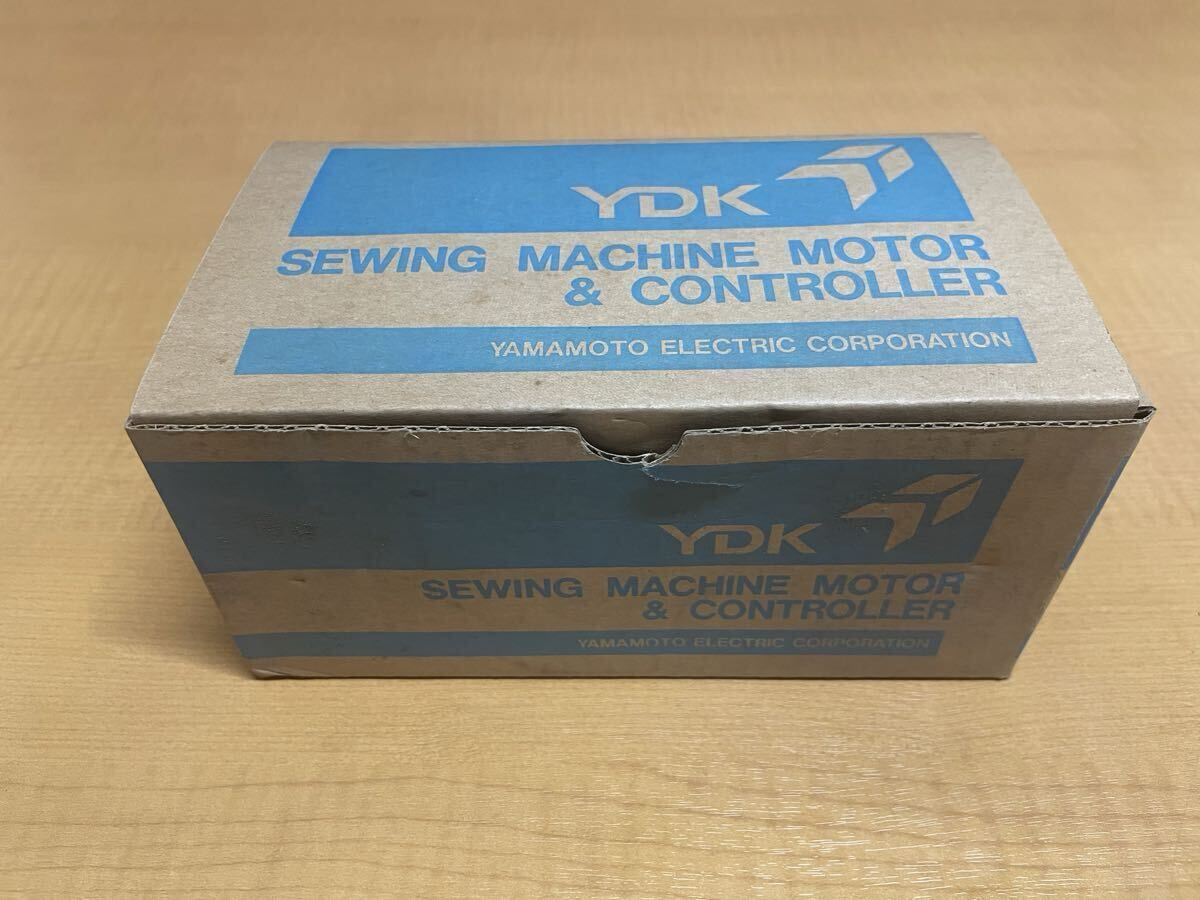 YDK
SEWING MACHINE MOTOR
& CONTROLLER
YAMAMOTO ELECTRIC CORPORATION
YDK
SEWING MACHINE MOTOR
& CONTROLLER
YAMAMOTO ELECTRIC CORPORATION